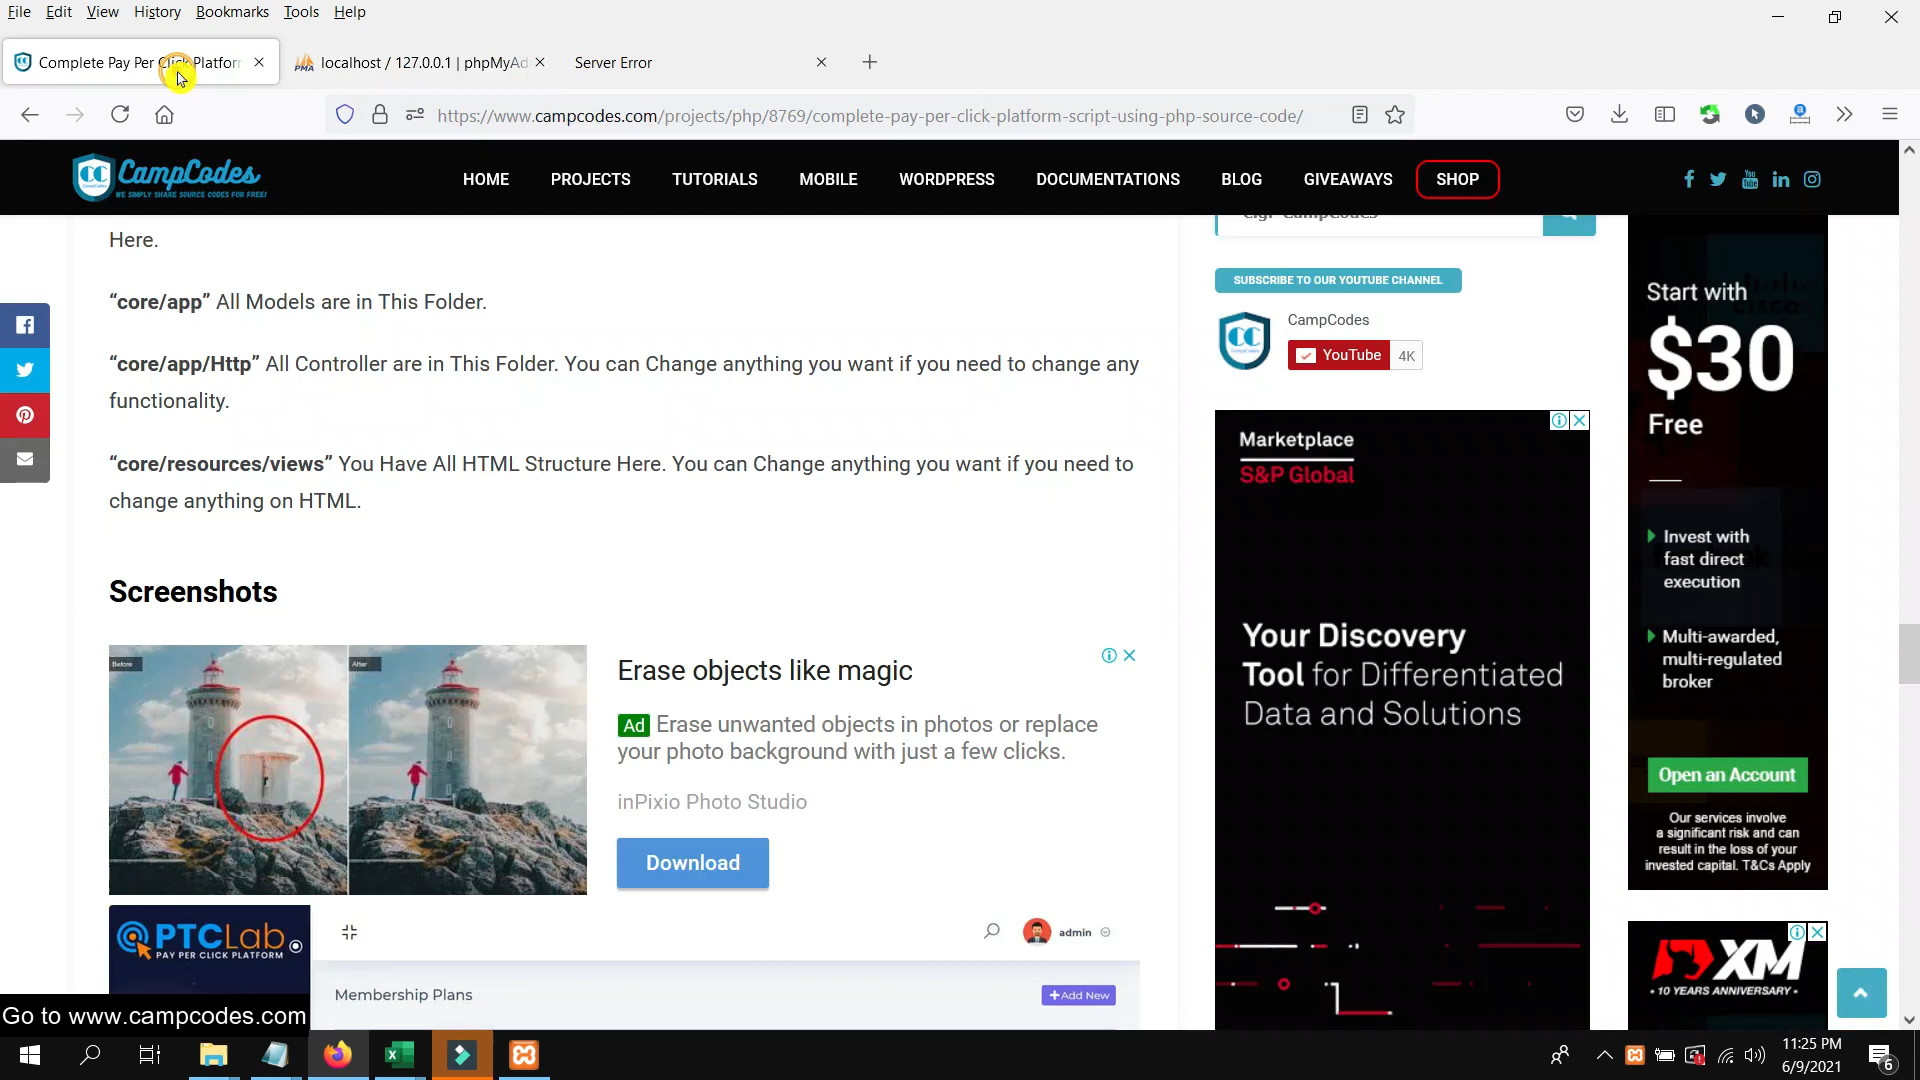 File Edit View History Bookmarks Tools Help
Complete Pay Per Click Platform
localhost / 127.0.0.1 | phpMyAd
Server Error
https://www.campcodes.com/projects/php/8769/complete-pay-per-click-platform-script-using-php-source-code/
CampCodes
WE SIMPLY SHARE SOURCE CODES FOR FREE!
HOME PROJECTS TUTORIALS MOBILE WORDPRESS DOCUMENTATIONS BLOG GIVEAWAYS SHOP
Here.
“core/app” All Models are in This Folder.
“core/app/Http” All Controller are in This Folder. You can Change anything you want if you need to change any
functionality.
“core/resources/views” You Have All HTML Structure Here. You can Change anything you want if you need to
change anything on HTML.
Screenshots
Before
After
Erase objects like magic
Ad Erase unwanted objects in photos or replace
your photo background with just a few clicks.
inPixio Photo Studio
Download
PTCLab
PAY PER CLICK PLATFORM
admin
Membership Plans
+Add New
SUBSCRIBE TO OUR YOUTUBE CHANNEL
CC
CampCodes
YouTube 4K
Marketplace
S&P Global
Your Discovery
Tool for Differentiated
Data and Solutions
Start with
$30
Free
Invest with
fast direct
execution
Multi-awarded,
multi-regulated
broker
Open an Account
Our services involve
a significant risk and can
result in the loss of your
invested capital. T&Cs Apply
XM
• 10 YEARS ANNIVERSARY •
Go to www.campcodes.com
11:25 PM
6/9/2021
6